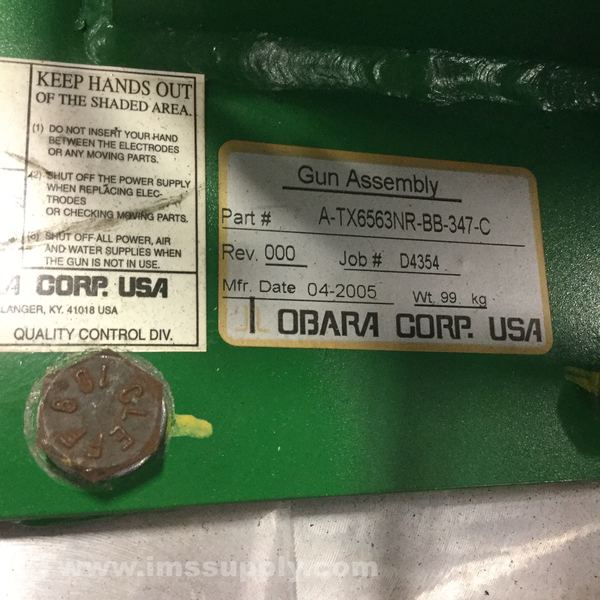 KEEP HANDS OUT
OF THE SHADED AREA.
(1) DO NOT INSERT YOUR HAND
BETWEEN THE ELECTRODES
OR ANY MOVING PARTS.
(2) SHUT OFF THE POWER SUPPLY
WHEN REPLACING ELEC-
TRODES
OR CHECKING MOVING PARTS.
(3) SHUT OFF ALL POWER, AIR
AND WATER SUPPLIES WHEN
THE GUN IS NOT IN USE.
A CORP. USA
LANGER, KY. 41018 USA
QUALITY CONTROL DIV.
Gun Assembly
Part # A-TX6563NR-BB-347-C
Rev. 000 Job # D4354
Mfr. Date 04-2005 Wt. 99 kg
OBARA CORP. USA
www.imssupply.com